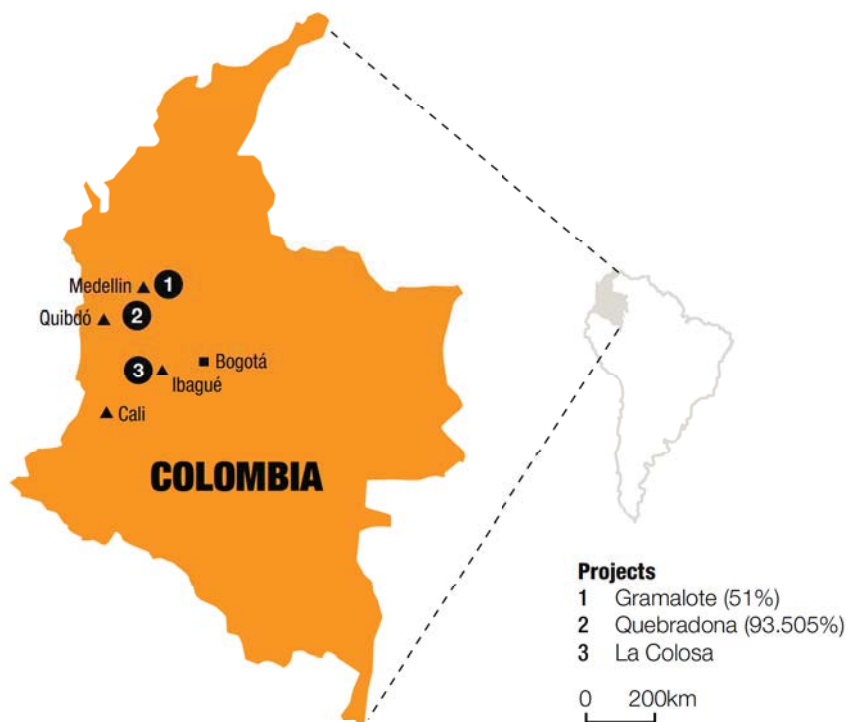 Medellin
1
Quibdó
2
3
Bogotá
Ibagué
Cali
COLOMBIA
Projects
1 Gramalote (51%)
2 Quebradona (93.505%)
3 La Colosa
0 200km